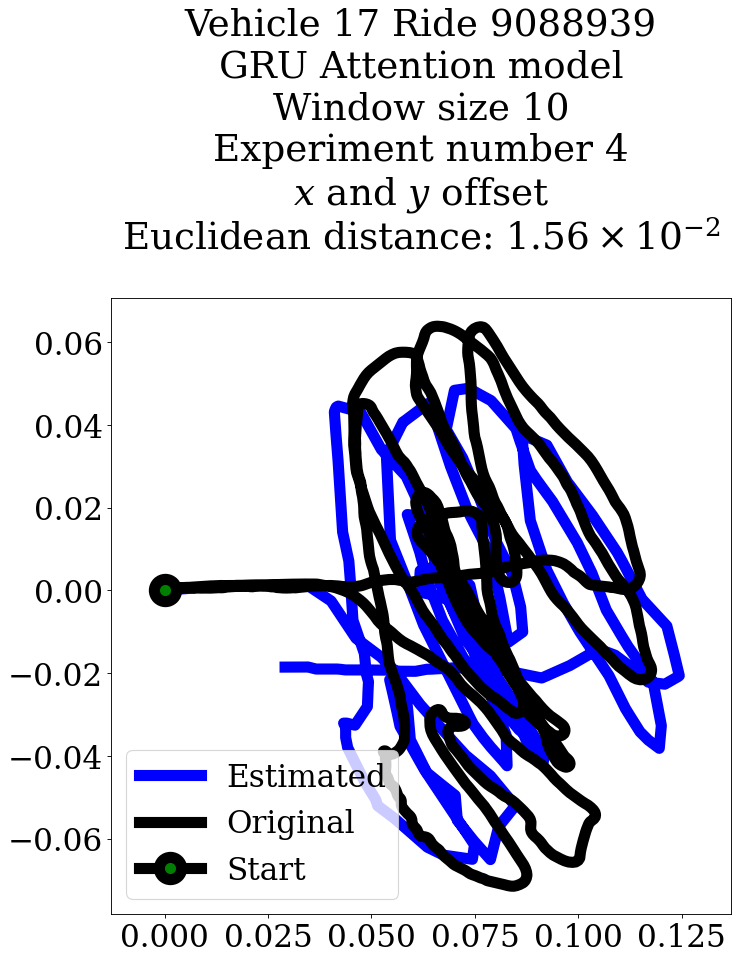 Vehicle 17 Ride 9088939
GRU Attention model
Window size 10
Experiment number 4
x and y offset
Euclidean distance: 1.56 × 10⁻²
0.06
0.04
0.02
0.00
−0.02
−0.04
−0.06
Estimated
Original
Start
0.000 0.025 0.050 0.075 0.100 0.125